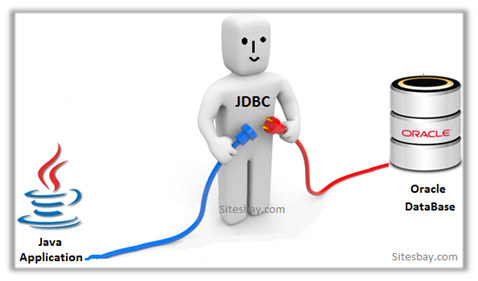 JDBC
ORACLE
Sitesbay.com
Java
Application
Oracle
DataBase
Sitesbay.com